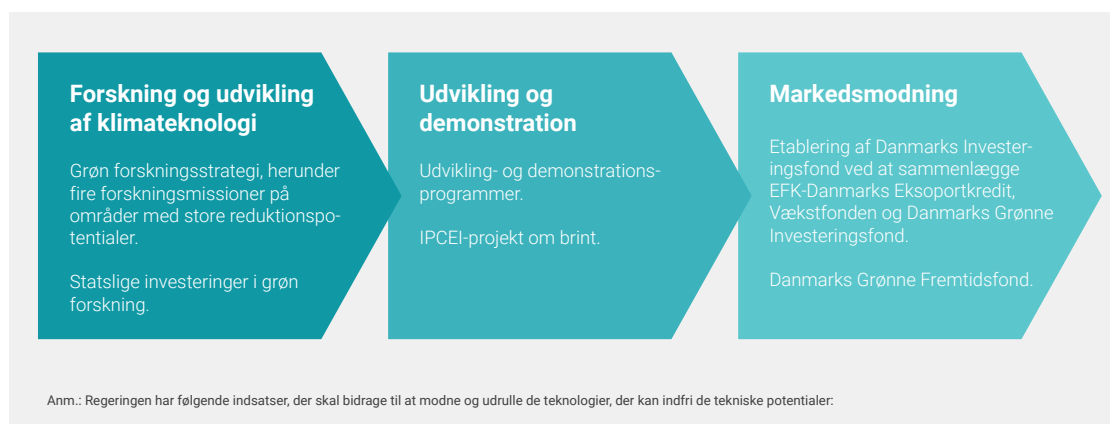 Forskning og udvikling
af klimateknologi
Grøn forskningsstrategi, herunder
fire forskningsmissioner på
områder med store reduktionspo-
tentialer.
Statslige investeringer i grøn
forskning.
Udvikling og
demonstration
Udvikling- og demonstrations-
programmer.
IPCEI-projekt om brint.
Markedsmodning
Etablering af Danmarks Invester-
ingsfond ved at sammenlægge
EFK-Danmarks Eksoportkredit,
Vækstfonden og Danmarks Grønne
Investeringsfond.
Danmarks Grønne Fremtidsfond.
Anm.: Regeringen har følgende indsatser, der skal bidrage til at modne og udrulle de teknologier, der kan indfri de tekniske potentialer: